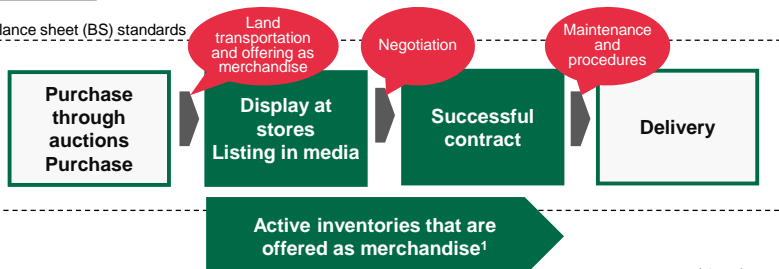 lance sheet (BS) standards
Land
transportation
and offering as
merchandise
Negotiation
Maintenance
and
procedures
Purchase
through
auctions
Purchase
Display at
stores
Listing in media
Successful
contract
Delivery
Active inventories that are
offered as merchandise¹